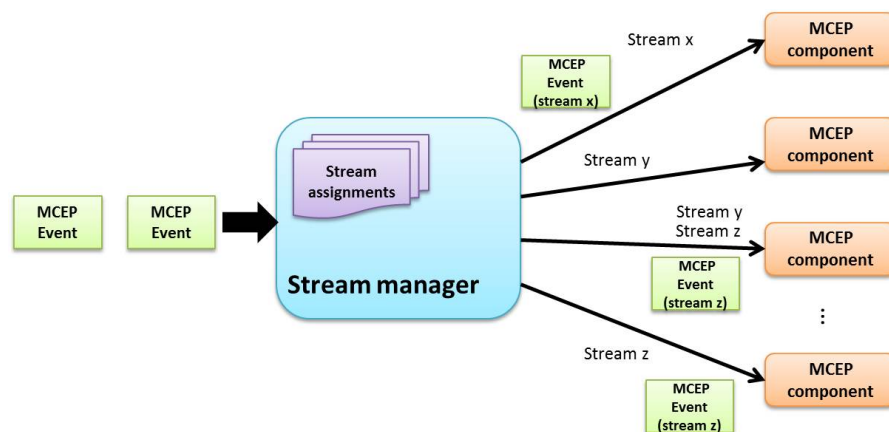 MCEP
Event
MCEP
Event
Stream
assignments
Stream manager
Stream x
MCEP
Event
(stream x)
Stream y
Stream y
Stream z
MCEP
Event
(stream z)
Stream z
MCEP
Event
(stream z)
MCEP
component
MCEP
component
MCEP
component
...
MCEP
component